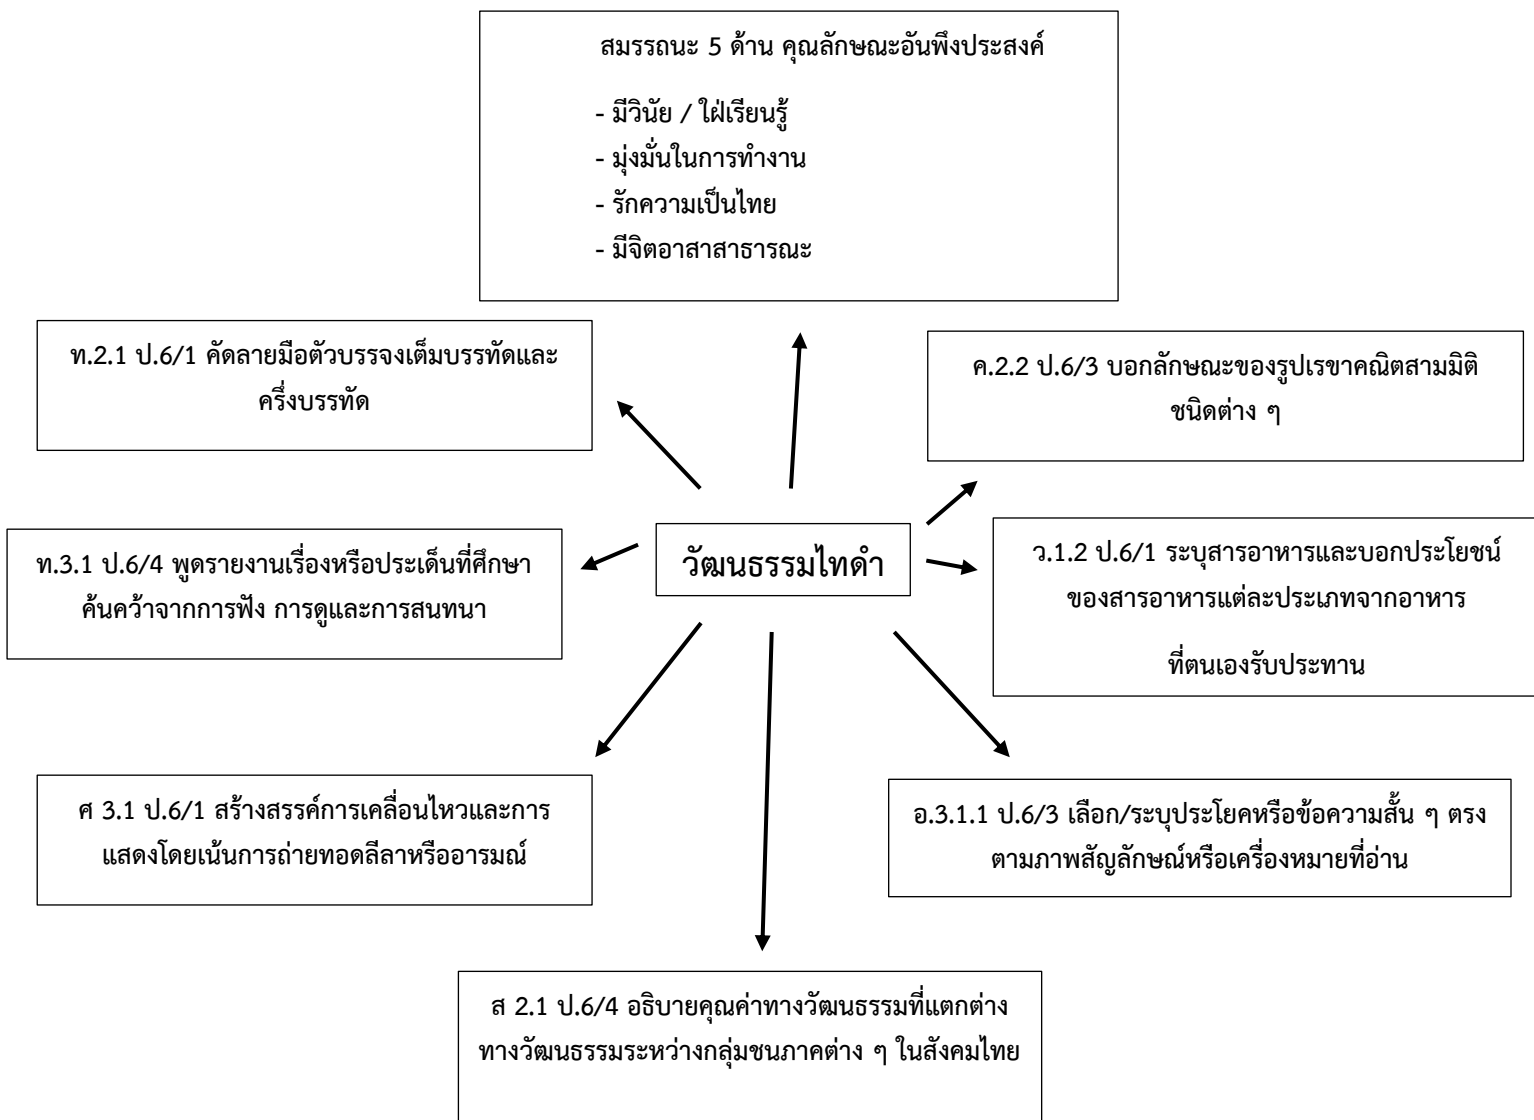 สมรรถนะ 5 ด้าน คุณลักษณะอันพึงประสงค์
- มีวินัย / ใฝ่เรียนรู้
- มุ่งมั่นในการทำงาน
- รักความเป็นไทย
- มีจิตอาสาสาธารณะ
ท.2.1 ป.6/1 คัดลายมือตัวบรรจงเต็มบรรทัดและ
ครึ่งบรรทัด
ค.2.2 ป.6/3 บอกลักษณะของรูปเรขาคณิตสามมิติ
ชนิดต่าง ๆ
ท.3.1 ป.6/4 พูดรายงานเรื่องหรือประเด็นที่ศึกษา
ค้นคว้าจากการฟัง การดูและการสนทนา
วัฒนธรรมไทดำ
ว.1.2 ป.6/1 ระบุสารอาหารและบอกประโยชน์
ของสารอาหารแต่ละประเภทจากอาหาร
ที่ตนเองรับประทาน
ศ 3.1 ป.6/1 สร้างสรรค์การเคลื่อนไหวและการ
แสดงโดยเน้นการถ่ายทอดลีลาหรืออารมณ์
อ.3.1.1 ป.6/3 เลือก/ระบุประโยคหรือข้อความสั้น ๆ ตรง
ตามภาพสัญลักษณ์หรือเครื่องหมายที่อ่าน
ส 2.1 ป.6/4 อธิบายคุณค่าทางวัฒนธรรมที่แตกต่าง
ทางวัฒนธรรมระหว่างกลุ่มชนภาคต่าง ๆ ในสังคมไทย